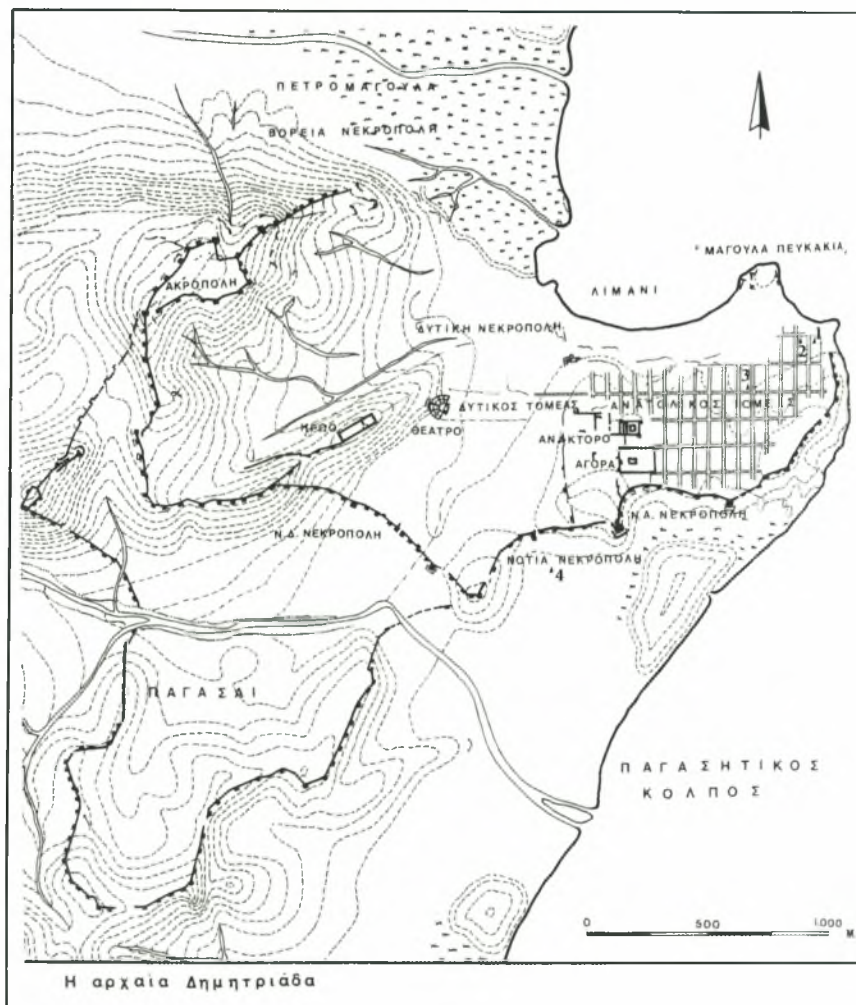 ΠΕΤΡΟΜΑΓΟΥΛΑ
ΒΟΡΕΙΑ ΝΕΚΡΟΠΟΛΗ
ΜΑΓΟΥΛΑ ΠΕΥΚΑΚΙΑ
ΑΚΡΟΠΟΛΗ
ΛΙΜΑΝΙ
ΔΥΤΙΚΗ ΝΕΚΡΟΠΟΛΗ
1
2
3
ΔΥΤΙΚΟΣ ΤΟΜΕΑΣ
ΑΝΑΤΟΛΙΚΟΣ ΤΟΜΕΑΣ
ΗΡΩΟ
ΘΕΑΤΡΟ
ΑΝΑΚΤΟΡΟ
ΑΓΟΡΑ
Ν.Α. ΝΕΚΡΟΠΟΛΗ
Ν.Δ. ΝΕΚΡΟΠΟΛΗ
ΝΟΤΙΑ ΝΕΚΡΟΠΟΛΗ
4
ΠΑΓΑΣΑΙ
ΠΑΓΑΣΗΤΙΚΟΣ
ΚΟΛΠΟΣ
0 500 1.000
Μ.
Η αρχαία Δημητριάδα